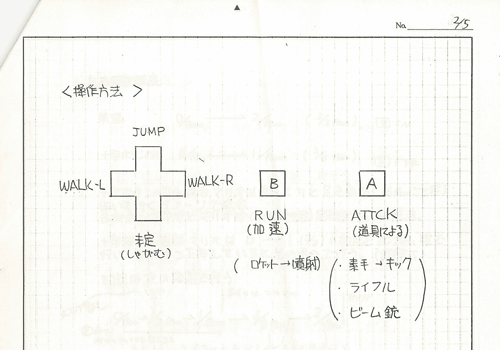 No. 2/5
〈操作方法〉
JUMP
WALK-L
WALK-R
B
A
未定
(しゃがむ)
RUN
(加速)
ATTCK
(道具による)
(ロケット→噴射)
・素手→キック
・ライフル
・ビーム銃